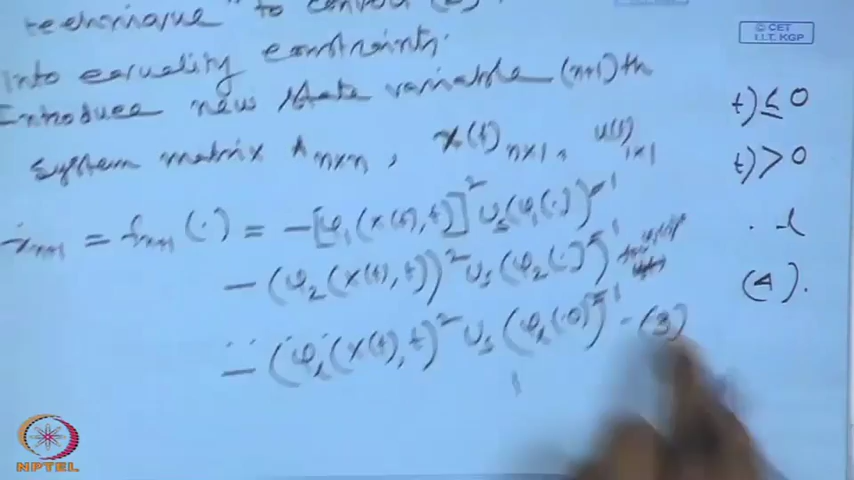 technique" to convert
© CET
I.I.T. KGP
into equality constraints.
Introduce new state variable (n+1)th
t) ≤ 0
System matrix A n×n, x(t) n×1, u(t) 1×1
t) > 0
ẋn+1 = fn+1 (·) = -[φ1(x(t), t)]² us(φ1(·))
- (φ2(x(t), t))² us(φ2(·))
(4).
- (φl(x(t), t)² us(φl(·)) - (3)
NPTEL